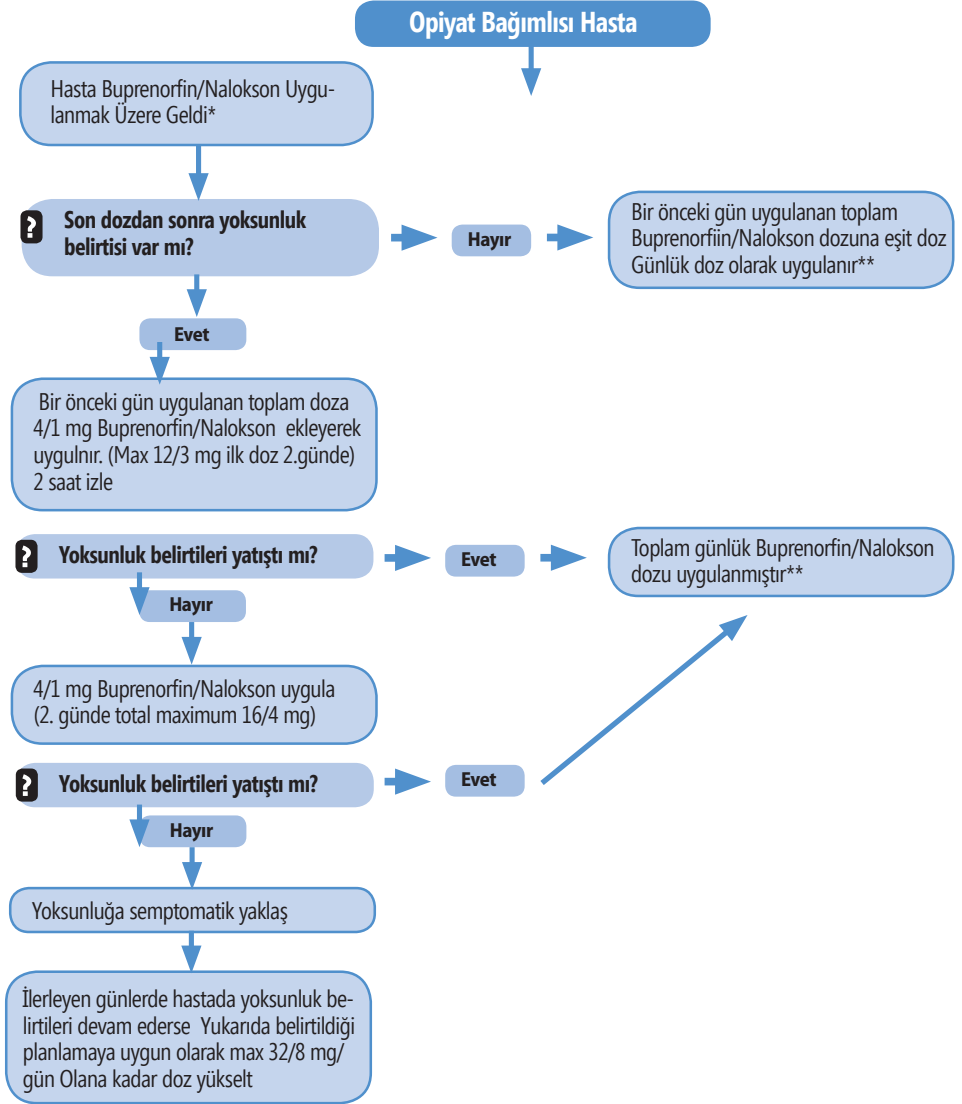 Opiyat Bağımlısı Hasta
Hasta Buprenorfin/Nalokson Uygu-
lanmak Üzere Geldi*
? Son dozdan sonra yoksunluk
belirtisi var mı?
Hayır
Bir önceki gün uygulanan toplam
Buprenorfiin/Nalokson dozuna eşit doz
Günlük doz olarak uygulanır**
Evet
Bir önceki gün uygulanan toplam doza
4/1 mg Buprenorfin/Nalokson ekleyerek
uygulnır. (Max 12/3 mg ilk doz 2.günde)
2 saat izle
? Yoksunluk belirtileri yatıştı mı?
Evet
Toplam günlük Buprenorfin/Nalokson
dozu uygulanmıştır**
Hayır
4/1 mg Buprenorfin/Nalokson uygula
(2. günde total maximum 16/4 mg)
? Yoksunluk belirtileri yatıştı mı?
Evet
Hayır
Yoksunluğa semptomatik yaklaş
İlerleyen günlerde hastada yoksunluk be-
lirtileri devam ederse Yukarıda belirtildiği
planlamaya uygun olarak max 32/8 mg/
gün Olana kadar doz yükselt